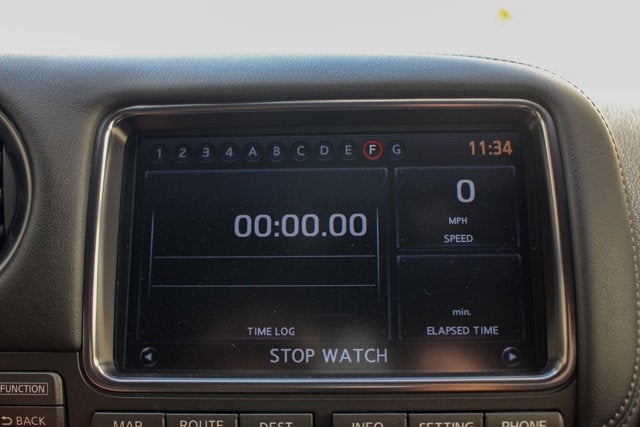 1 2 3 4 A B C D E F G 11:34
00:00.00
0
MPH
SPEED
min.
TIME LOG
ELAPSED TIME
STOP WATCH
FUNCTION
BACK
MAP ROUTE DEST INFO SETTING PHONE